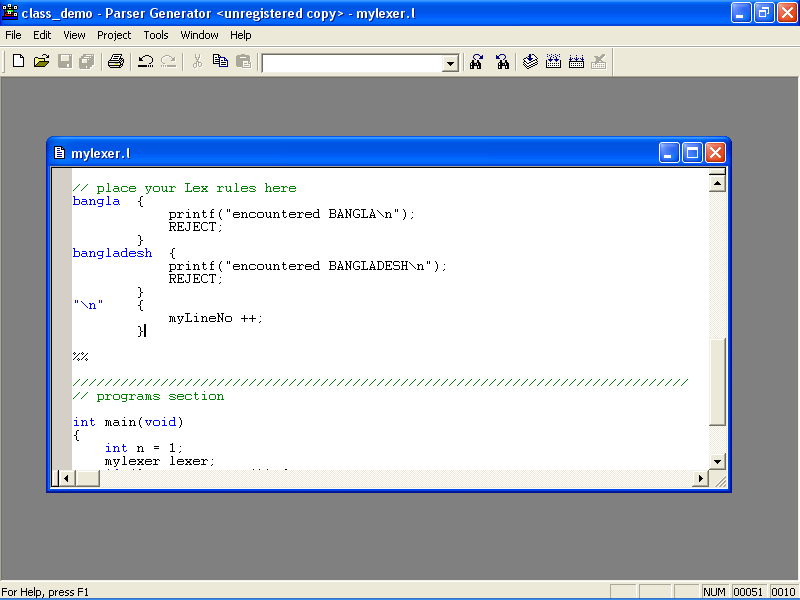 class_demo - Parser Generator <unregistered copy> - mylexer.l
File Edit View Project Tools Window Help
mylexer.l
// place your Lex rules here
bangla {
printf("encountered BANGLA\n");
REJECT;
}
bangladesh {
printf("encountered BANGLADESH\n");
REJECT;
}
"\n" {
myLineNo ++;
}
%%
/////////////////////////////////////////////////////////////////////////////
// programs section
int main(void)
{
int n = 1;
mylexer lexer;
For Help, press F1
NUM 00051 0010